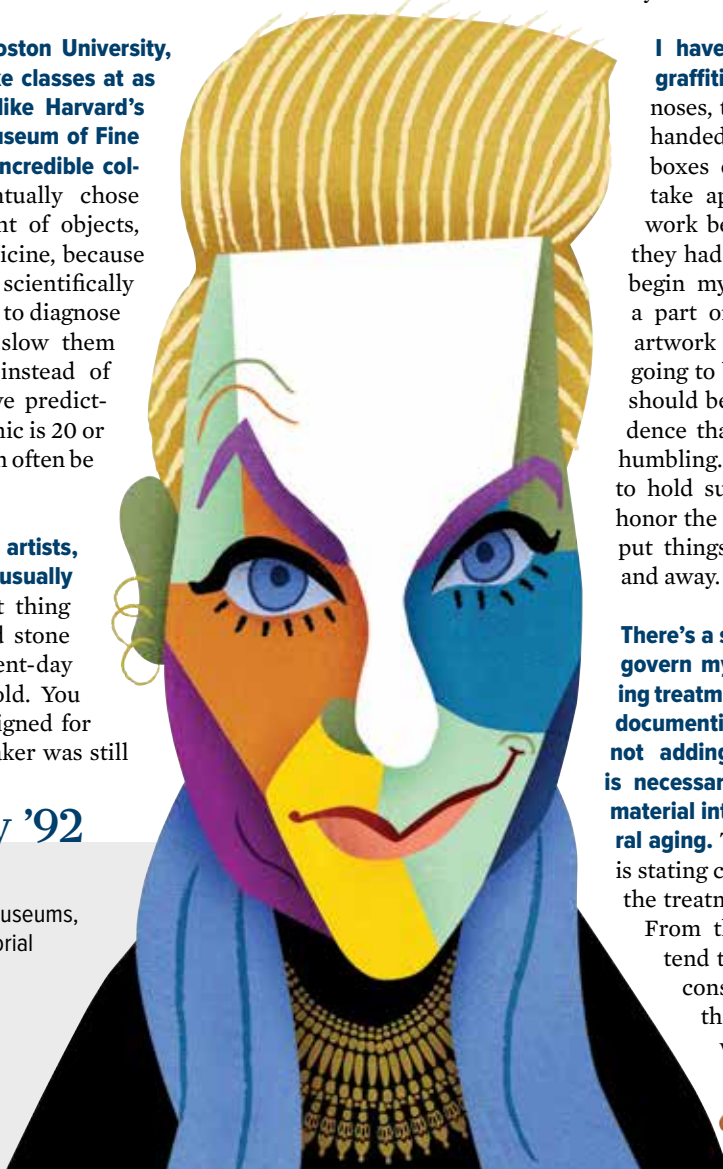 oston University,
ke classes at as
like Harvard's
useum of Fine
ncredible col-
ntually chose
nt of objects,
icine, because
scientifically
to diagnose
slow them
instead of
ve predict-
nic is 20 or
n often be
artists,
usually
t thing
d stone
ent-day
old. You
igned for
nker was still
y ’92
useums,
orial
I have
graffiti
noses, t
handed
boxes
take ap
work be
they had
begin my
a part o
artwork
going to
should be
dence tha
humbling.
to hold su
honor the
put things
and away.
There's a s
govern my
ing treatm
documenti
not adding
is necessar
material int
ral aging.
is stating c
the treatm
From th
tend t
cons
th